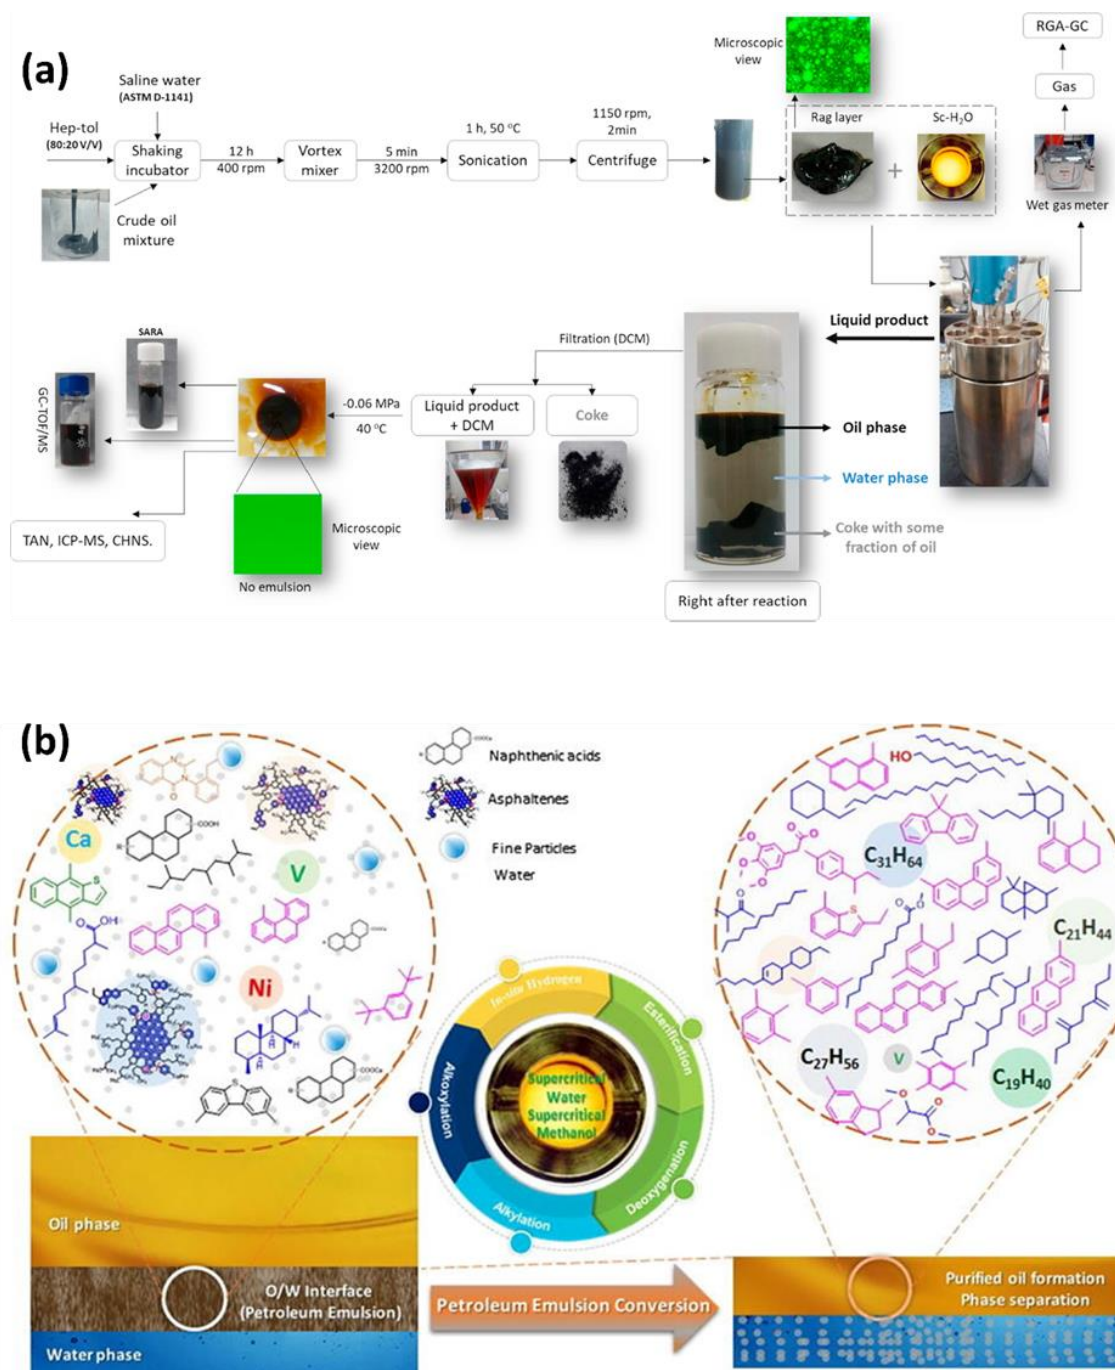 (a)
Saline water
(ASTM D-1141)
Hep-tol
(80:20 V/V)
Shaking
incubator
12 h
400 rpm
Vortex
mixer
5 min
3200 rpm
1 h, 50 °C
Sonication
1150 rpm,
2min
Centrifuge
Crude oil
mixture
Microscopic
view
Rag layer
+
Sc-H₂O
RGA-GC
Gas
Wet gas meter
Liquid product
Filtration (DCM)
Liquid product
+ DCM
Coke
-0.06 MPa
40 °C
SARA
GC-TOF/MS
TAN, ICP-MS, CHNS.
Microscopic
view
No emulsion
Oil phase
Water phase
Coke with some
fraction of oil
Right after reaction
(b)
Naphthenic acids
Asphaltenes
Fine Particles
Water
COOCa
Ca
COOH
V
S
OH
Ni
COOCa
S
COOCa
In-situ Hydrogen
Esterification
Deoxygenation
Alkylation
Alkoxylation
Supercritical
Water
Supercritical
Methanol
HO
C₃₁H₆₄
C₂₁H₄₄
C₂₇H₅₆
V
C₁₉H₄₀
Oil phase
O/W Interface
(Petroleum Emulsion)
Water phase
Petroleum Emulsion Conversion
Purified oil formation
Phase separation